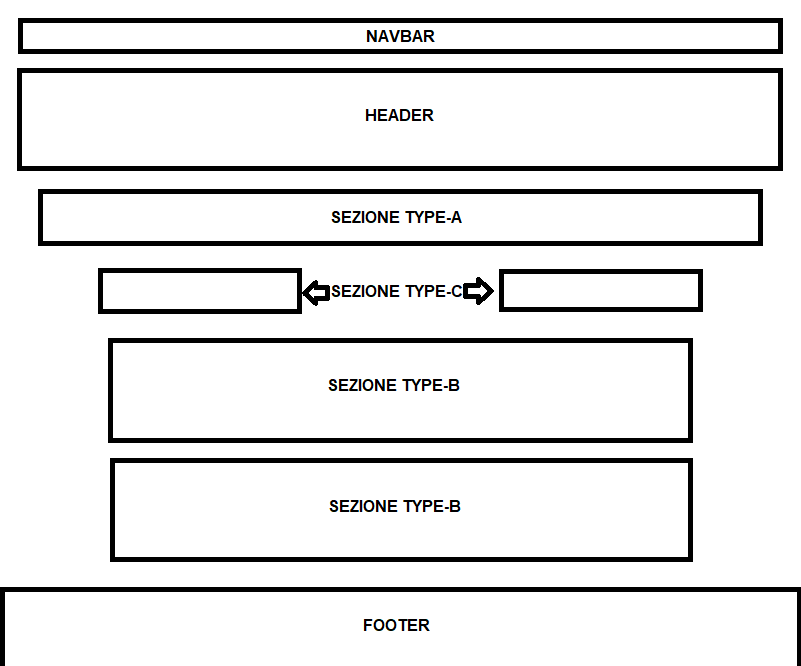 NAVBAR
HEADER
SEZIONE TYPE-A
SEZIONE TYPE-C
SEZIONE TYPE-B
SEZIONE TYPE-B
FOOTER